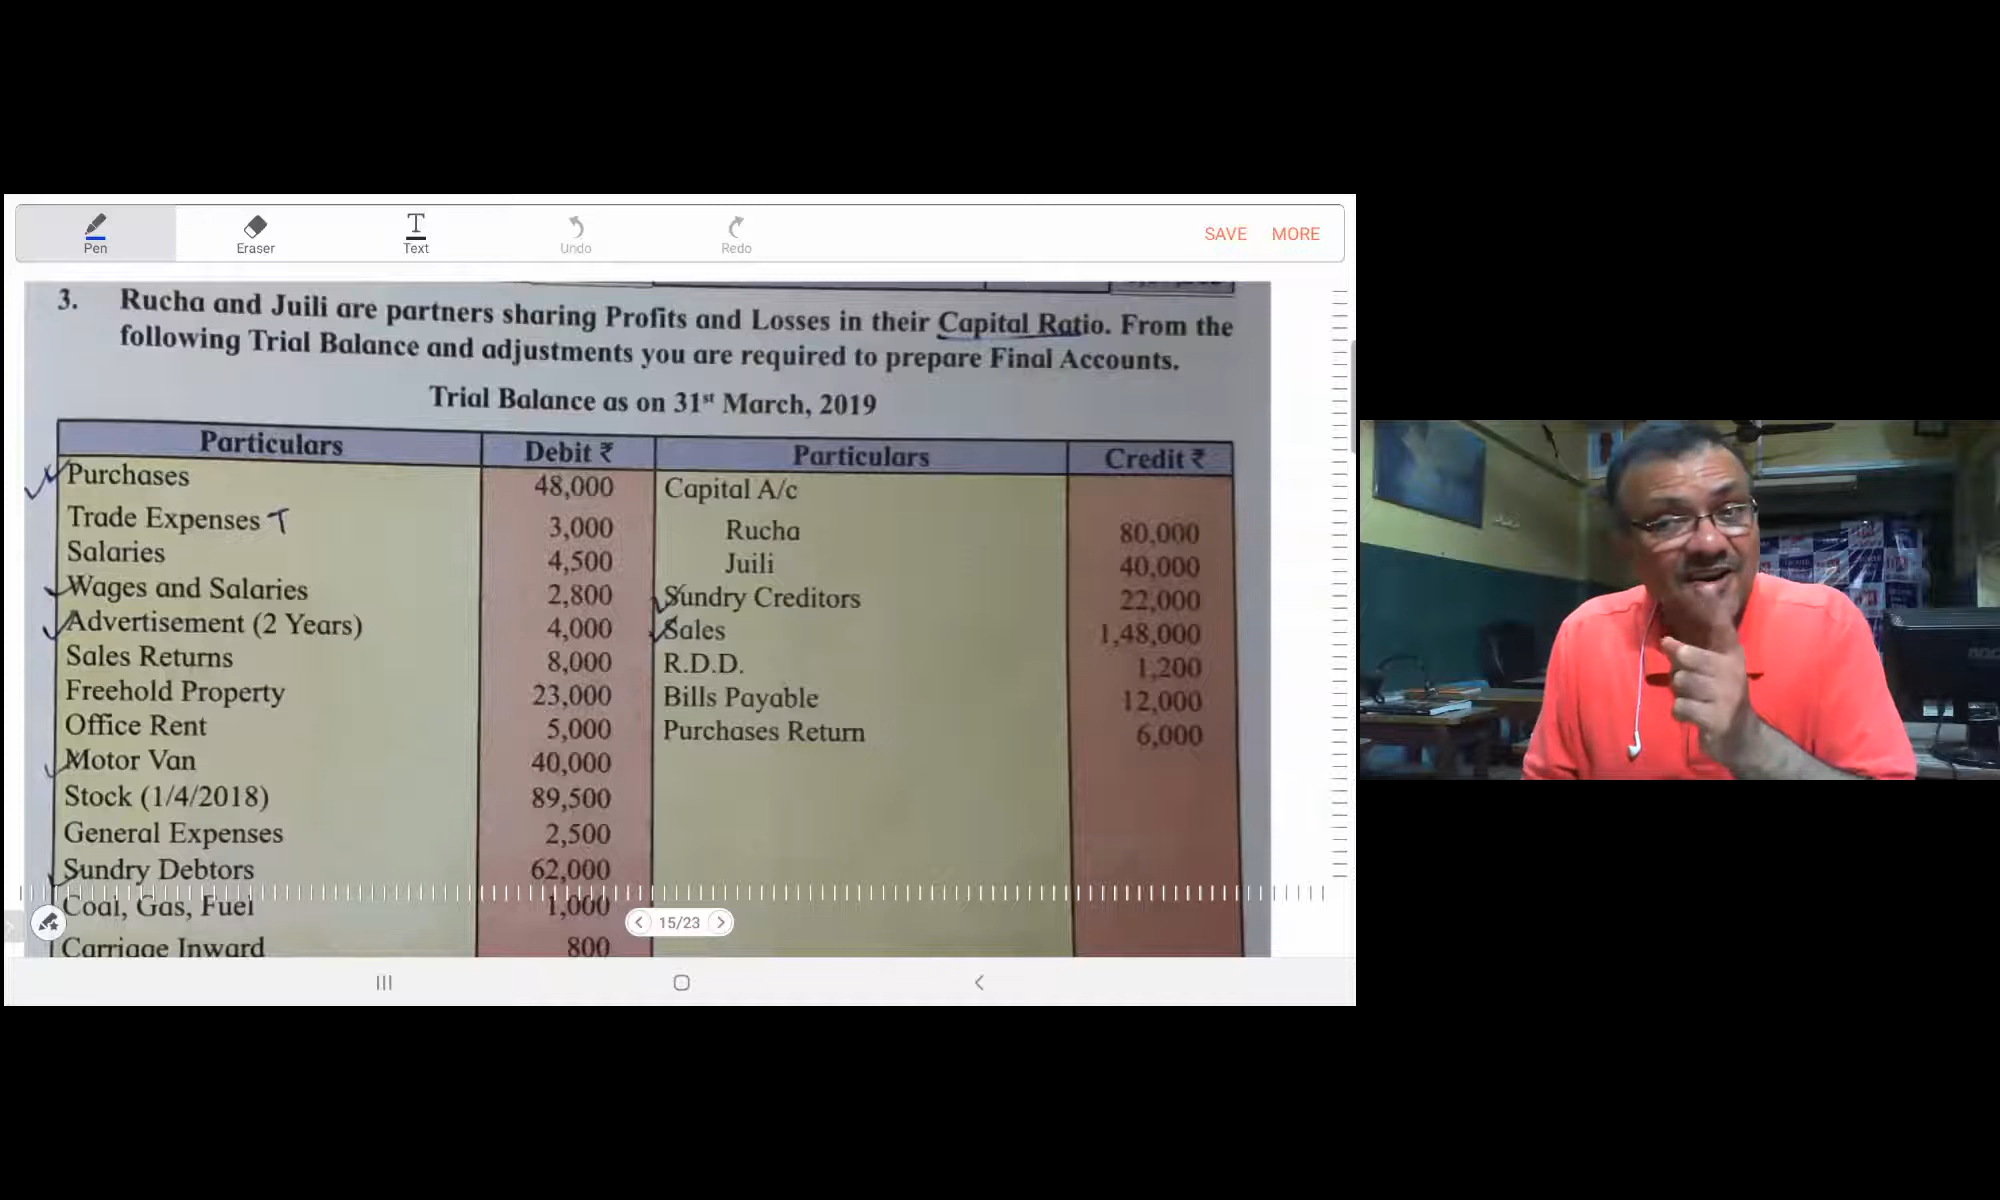 Pen
Eraser
T
Text
Undo
Redo
SAVE MORE
3. Rucha and Juili are partners sharing Profits and Losses in their Capital Ratio. From the
following Trial Balance and adjustments you are required to prepare Final Accounts.
Trial Balance as on 31st March, 2019
Particulars Debit ₹ Particulars Credit ₹
Purchases 48,000 Capital A/c
Trade Expenses T 3,000 Rucha 80,000
Salaries 4,500 Juili 40,000
Wages and Salaries 2,800 Sundry Creditors 22,000
Advertisement (2 Years) 4,000 Sales 1,48,000
Sales Returns 8,000 R.D.D. 1,200
Freehold Property 23,000 Bills Payable 12,000
Office Rent 5,000 Purchases Return 6,000
Motor Van 40,000
Stock (1/4/2018) 89,500
General Expenses 2,500
Sundry Debtors 62,000
Coal, Gas, Fuel 1,000
15/23
Carriage Inward 800